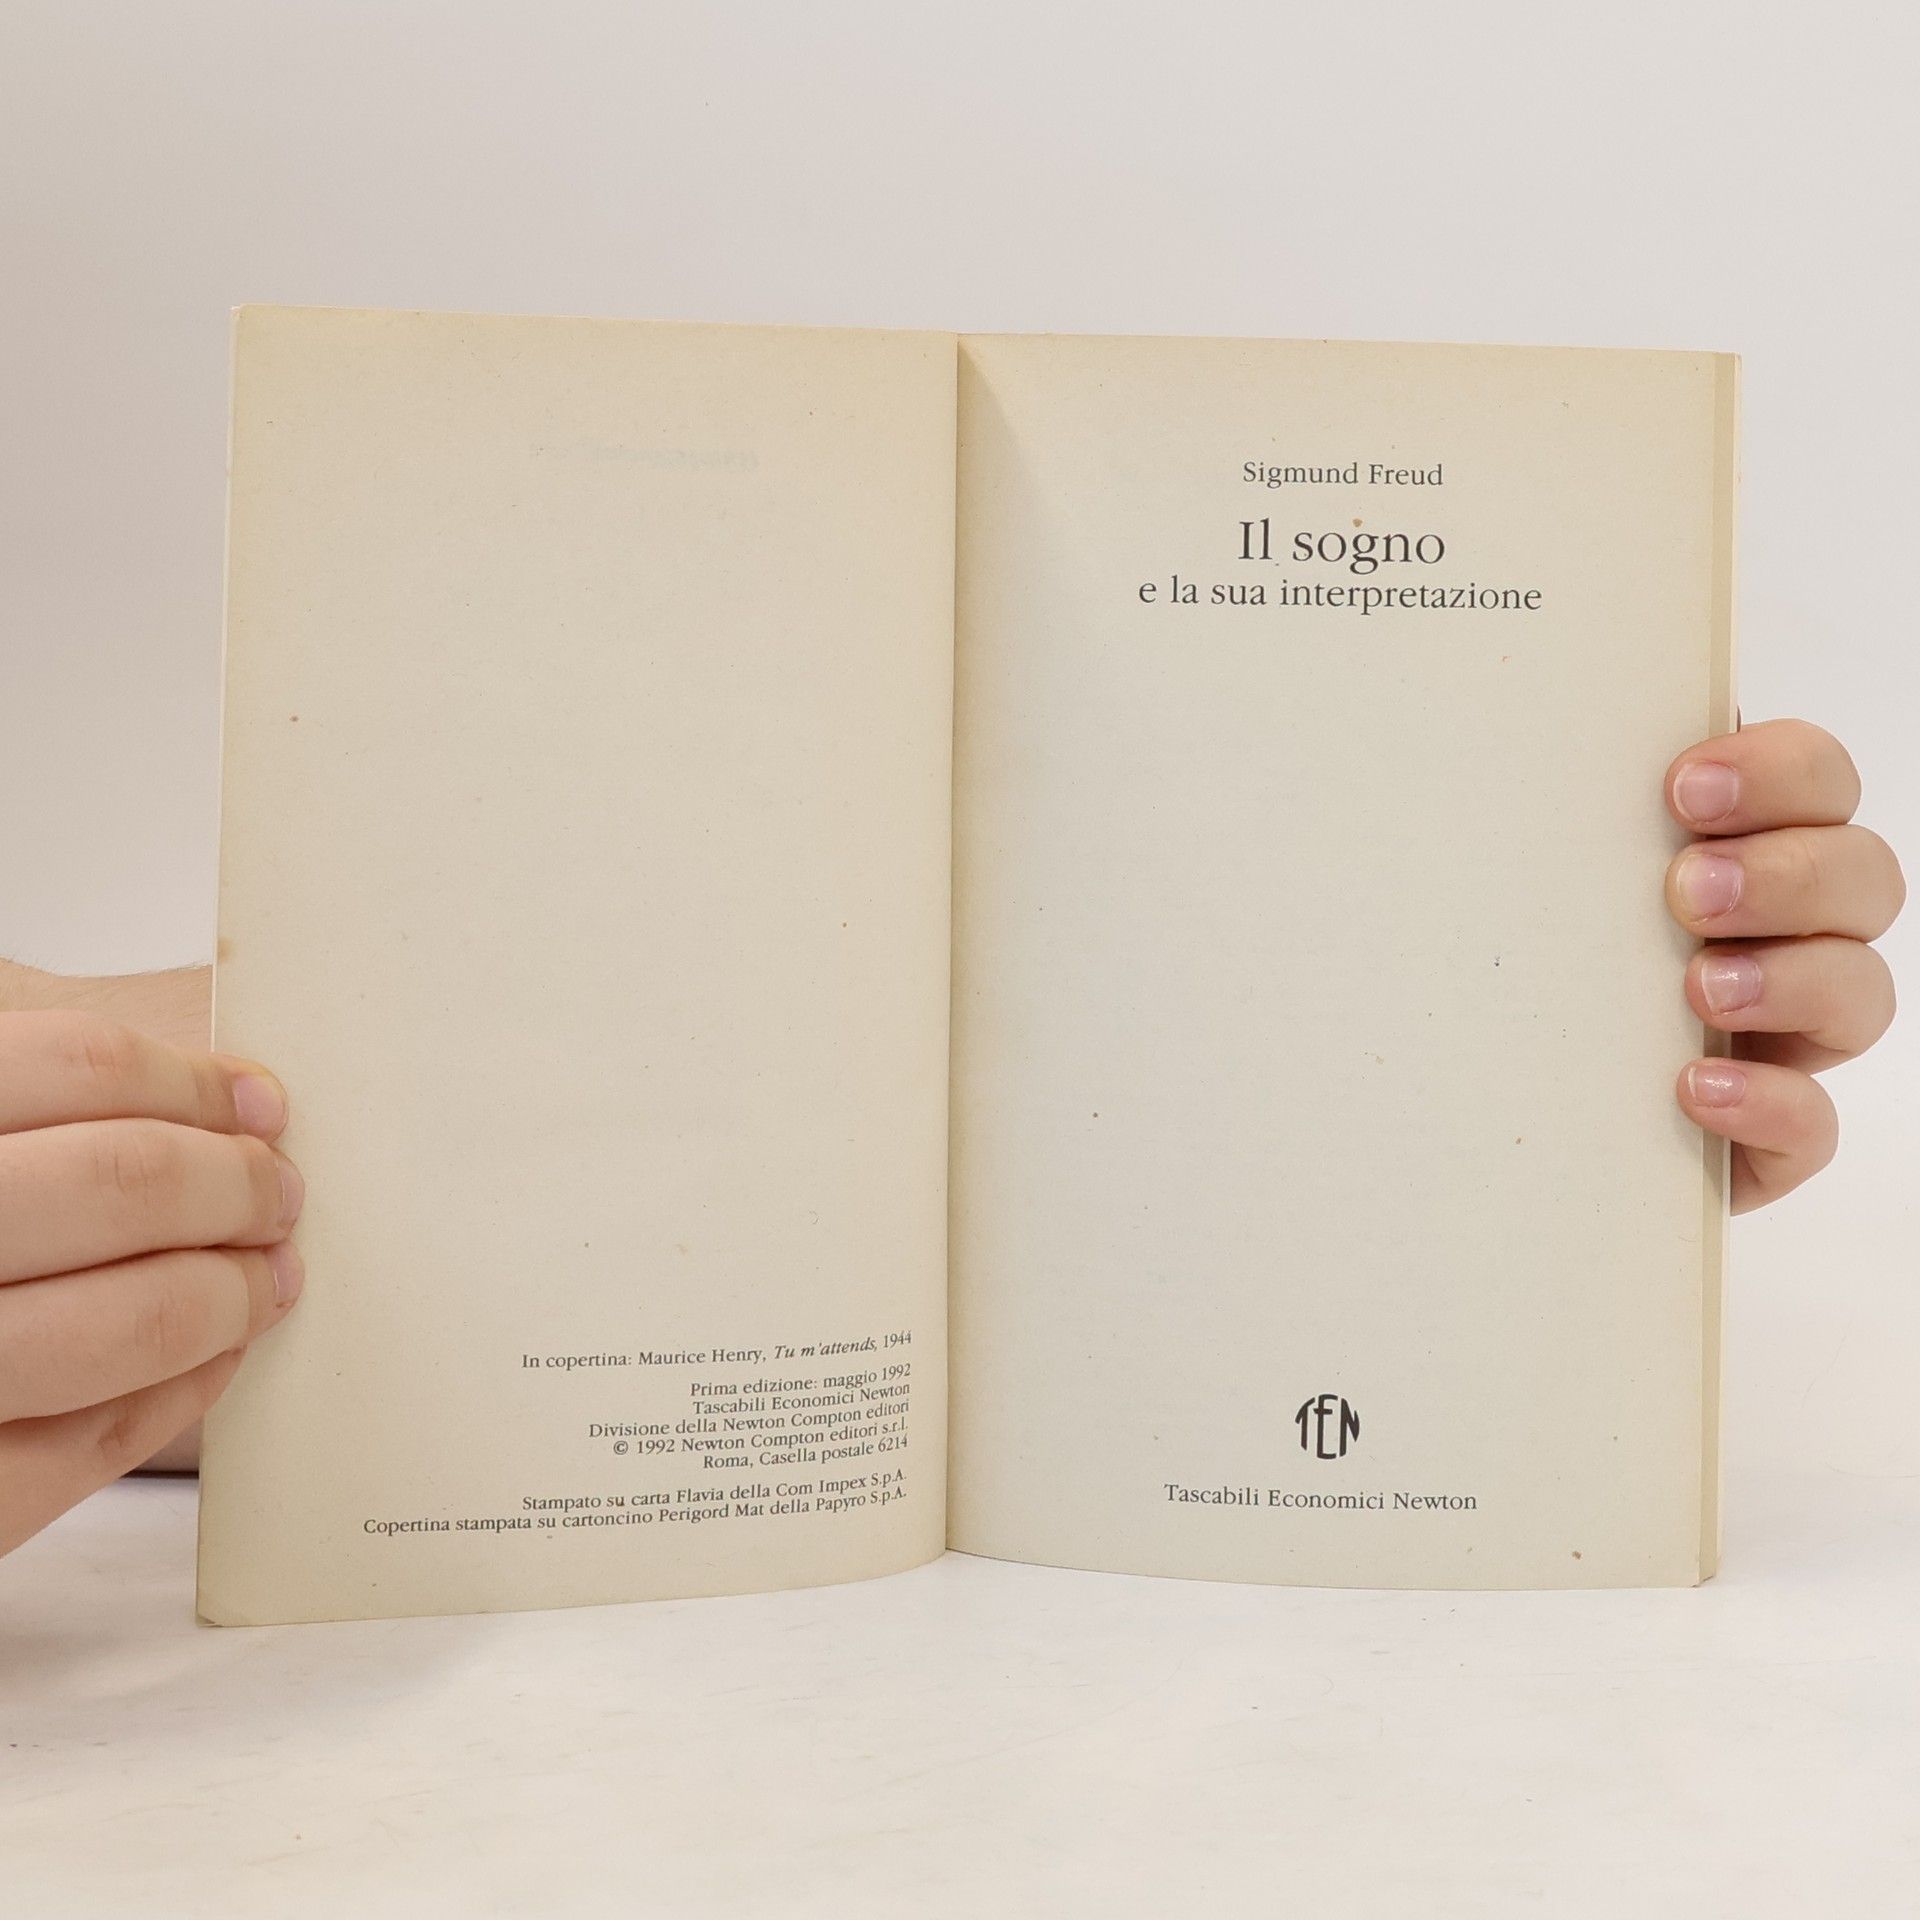 In copertina: Maurice Henry, Tu m'attends, 1944
Prima edizione: maggio 1992
Tascabili Economici Newton
Divisione della Newton Compton editori
© 1992 Newton Compton editori s.r.l.
Roma, Casella postale 6214
Stampato su carta Flavia della Com Impex S.p.A.
Copertina stampata su cartoncino Perigord Mat della Papyro S.p.A.
Sigmund Freud
Il sogno
e la sua interpretazione
TEN
Tascabili Economici Newton